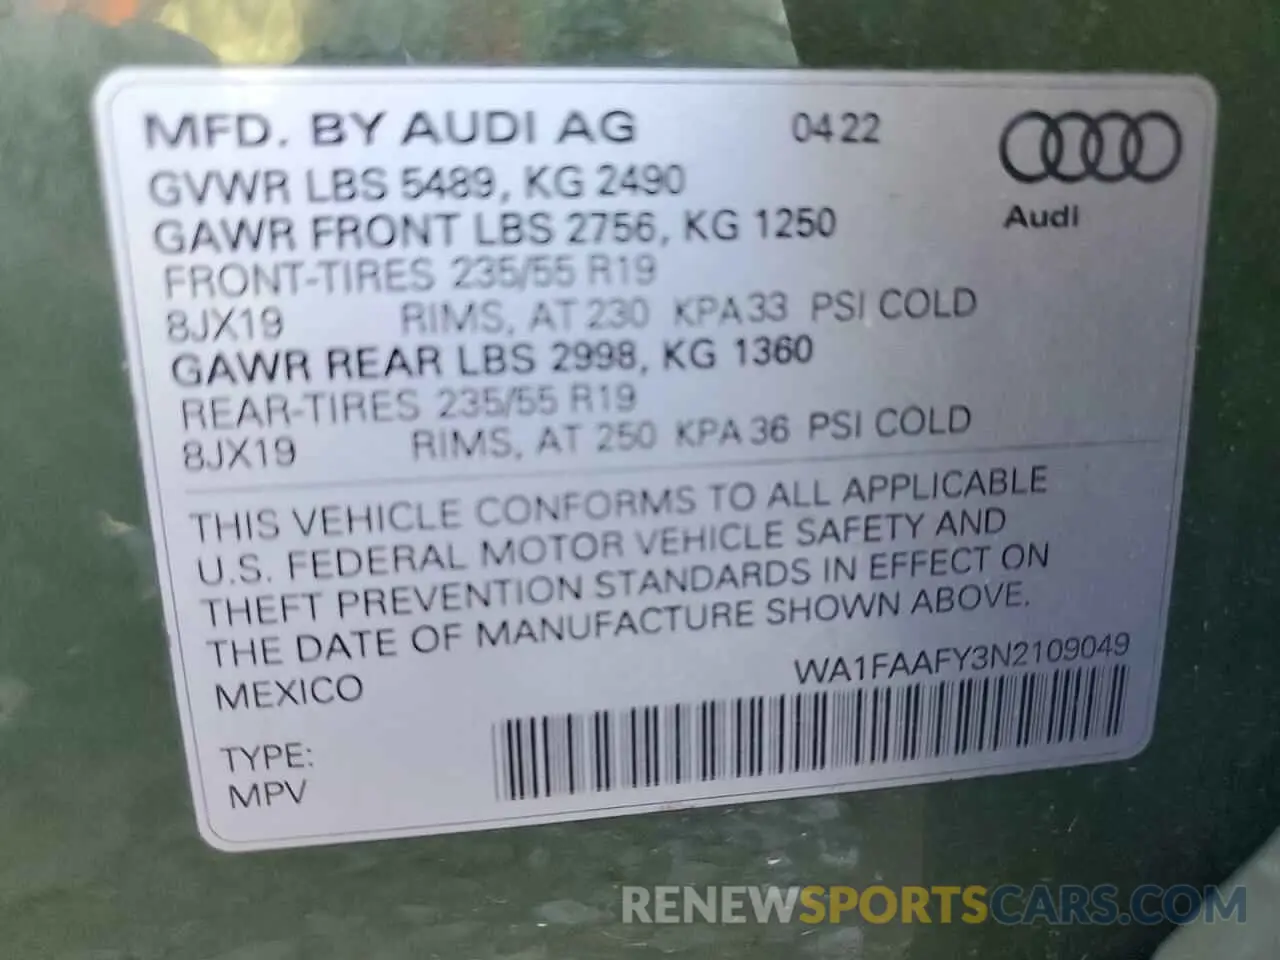 MFD. BY AUDI AG 0422
GVWR LBS 5489, KG 2490
GAWR FRONT LBS 2756, KG 1250
Audi
FRONT-TIRES 235/55 R19
8JX19 RIMS, AT 230 KPA 33 PSI COLD
GAWR REAR LBS 2998, KG 1360
REAR-TIRES 235/55 R19
8JX19 RIMS, AT 250 KPA 36 PSI COLD
THIS VEHICLE CONFORMS TO ALL APPLICABLE
U.S. FEDERAL MOTOR VEHICLE SAFETY AND
THEFT PREVENTION STANDARDS IN EFFECT ON
THE DATE OF MANUFACTURE SHOWN ABOVE.
MEXICO WA1FAAFY3N2109049
TYPE:
MPV
RENEWSPORTSCARS.COM